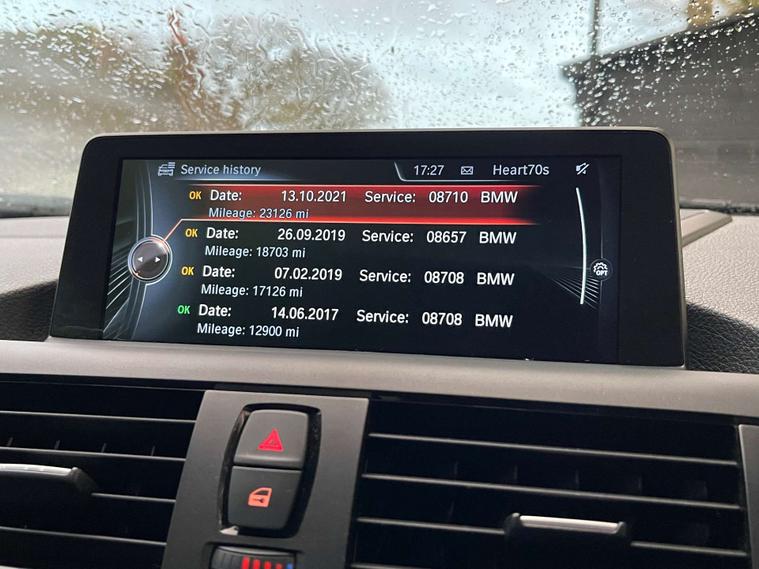 Service history 17:27 Heart70s
OK Date: 13.10.2021 Service: 08710 BMW
Mileage: 23126 mi
OK Date: 26.09.2019 Service: 08657 BMW
Mileage: 18703 mi
OK Date: 07.02.2019 Service: 08708 BMW
Mileage: 17126 mi
OK Date: 14.06.2017 Service: 08708 BMW
Mileage: 12900 mi
OPT